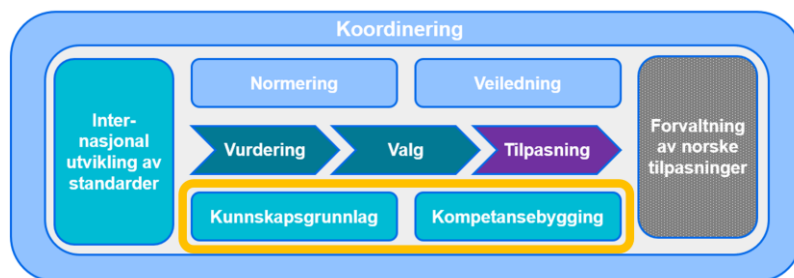 Koordinering
Inter-
nasjonal
utvikling av
standarder
Normering
Veiledning
Vurdering
Valg
Tilpasning
Kunnskapsgrunnlag
Kompetansebygging
Forvaltning
av norske
tilpasninger